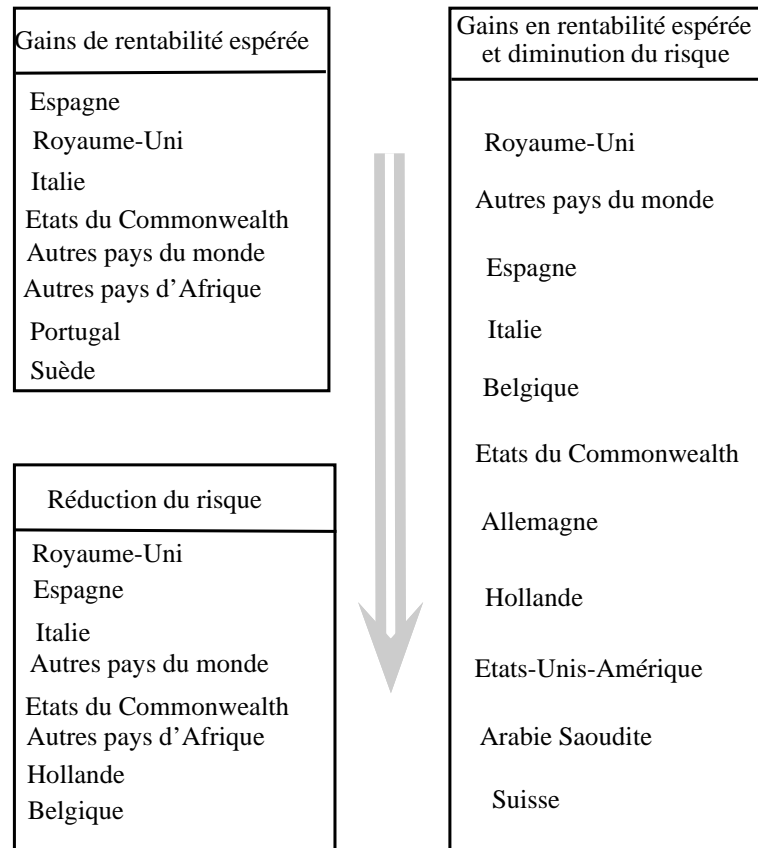 Gains de rentabilité espérée
Espagne
Royaume-Uni
Italie
Etats du Commonwealth
Autres pays du monde
Autres pays d’Afrique
Portugal
Suède
Réduction du risque
Royaume-Uni
Espagne
Italie
Autres pays du monde
Etats du Commonwealth
Autres pays d’Afrique
Hollande
Belgique
Gains en rentabilité espérée
et diminution du risque
Royaume-Uni
Autres pays du monde
Espagne
Italie
Belgique
Etats du Commonwealth
Allemagne
Hollande
Etats-Unis-Amérique
Arabie Saoudite
Suisse